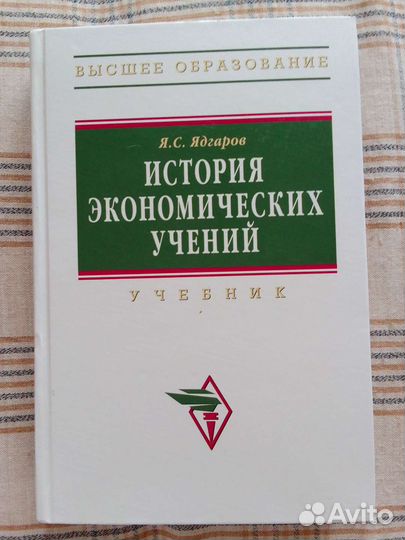 ВЫСШЕЕ ОБРАЗОВАНИЕ
Я.С. Ядгаров
ИСТОРИЯ
ЭКОНОМИЧЕСКИХ
УЧЕНИЙ
УЧЕБНИК
Avito